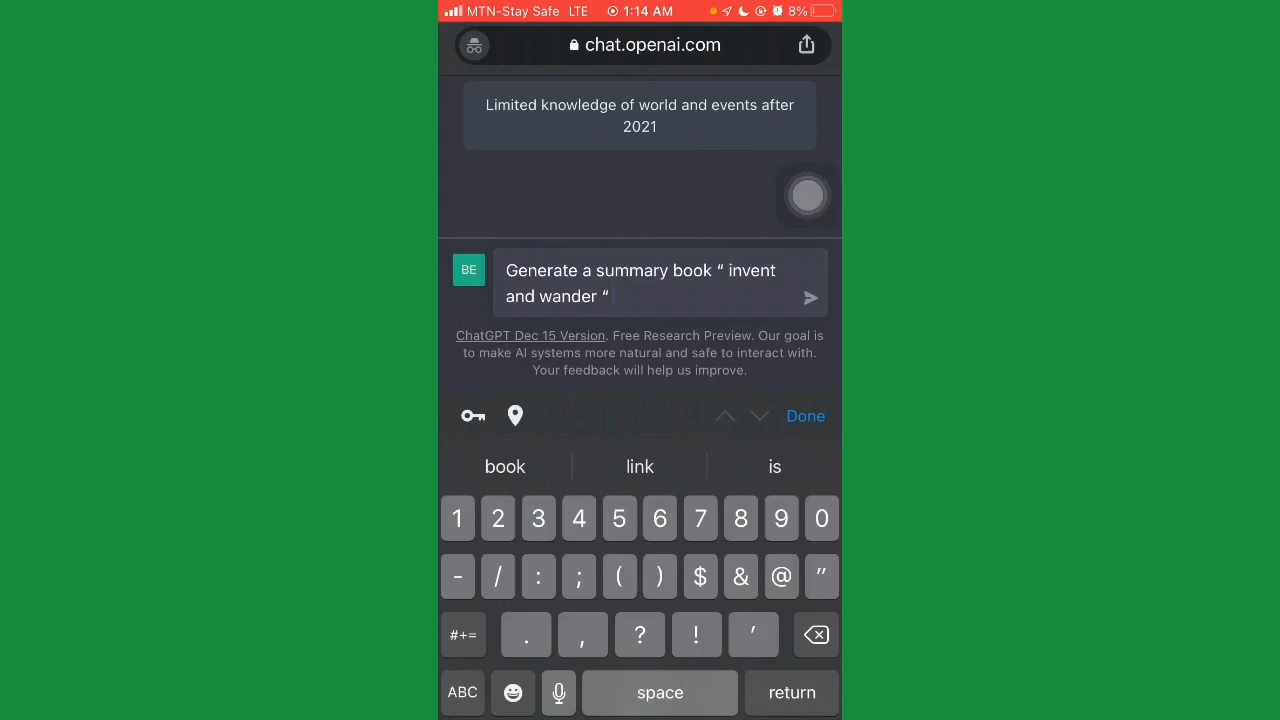 MTN-Stay Safe LTE 1:14 AM 8%
chat.openai.com
Limited knowledge of world and events after
2021
BE
Generate a summary book “ invent
and wander “
ChatGPT Dec 15 Version. Free Research Preview. Our goal is
to make AI systems more natural and safe to interact with.
Your feedback will help us improve.
Done
book link is
1 2 3 4 5 6 7 8 9 0
- / : ; ( ) $ & @ ”
#+= . , ? ! ’
ABC space return